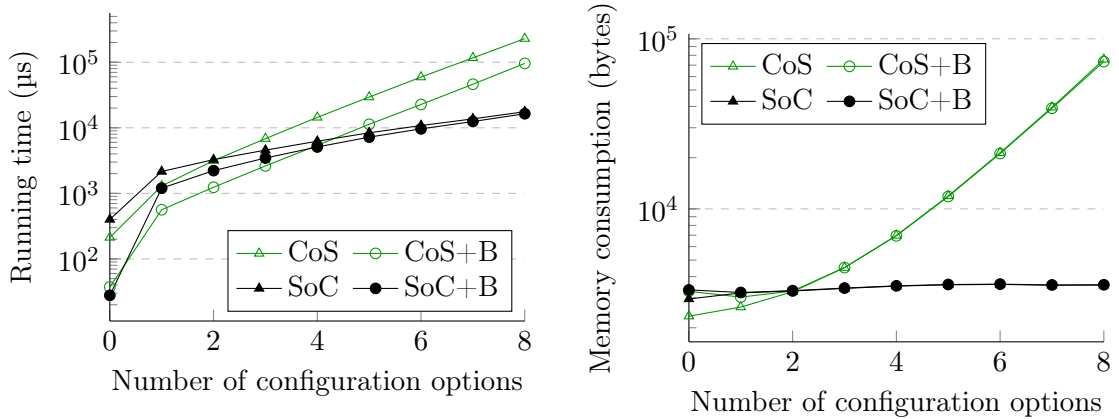 Running time (µs)
10^5
10^4
10^3
10^2
CoS CoS+B
SoC SoC+B
0 2 4 6 8
Number of configuration options
Memory consumption (bytes)
10^5
10^4
CoS CoS+B
SoC SoC+B
0 2 4 6 8
Number of configuration options